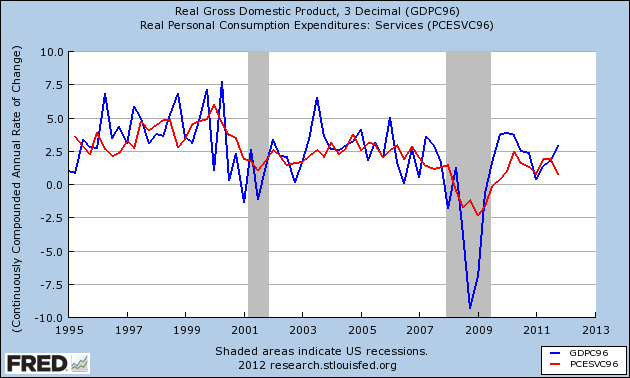 Real Gross Domestic Product, 3 Decimal (GDPC96)
Real Personal Consumption Expenditures: Services (PCESVC96)
(Continuously Compounded Annual Rate of Change)
10.0
7.5
5.0
2.5
0.0
-2.5
-5.0
-7.5
-10.0
1995 1997 1999 2001 2003 2005 2007 2009 2011 2013
Shaded areas indicate US recessions.
2012 research.stlouisfed.org
FRED
GDPC96
PCESVC96